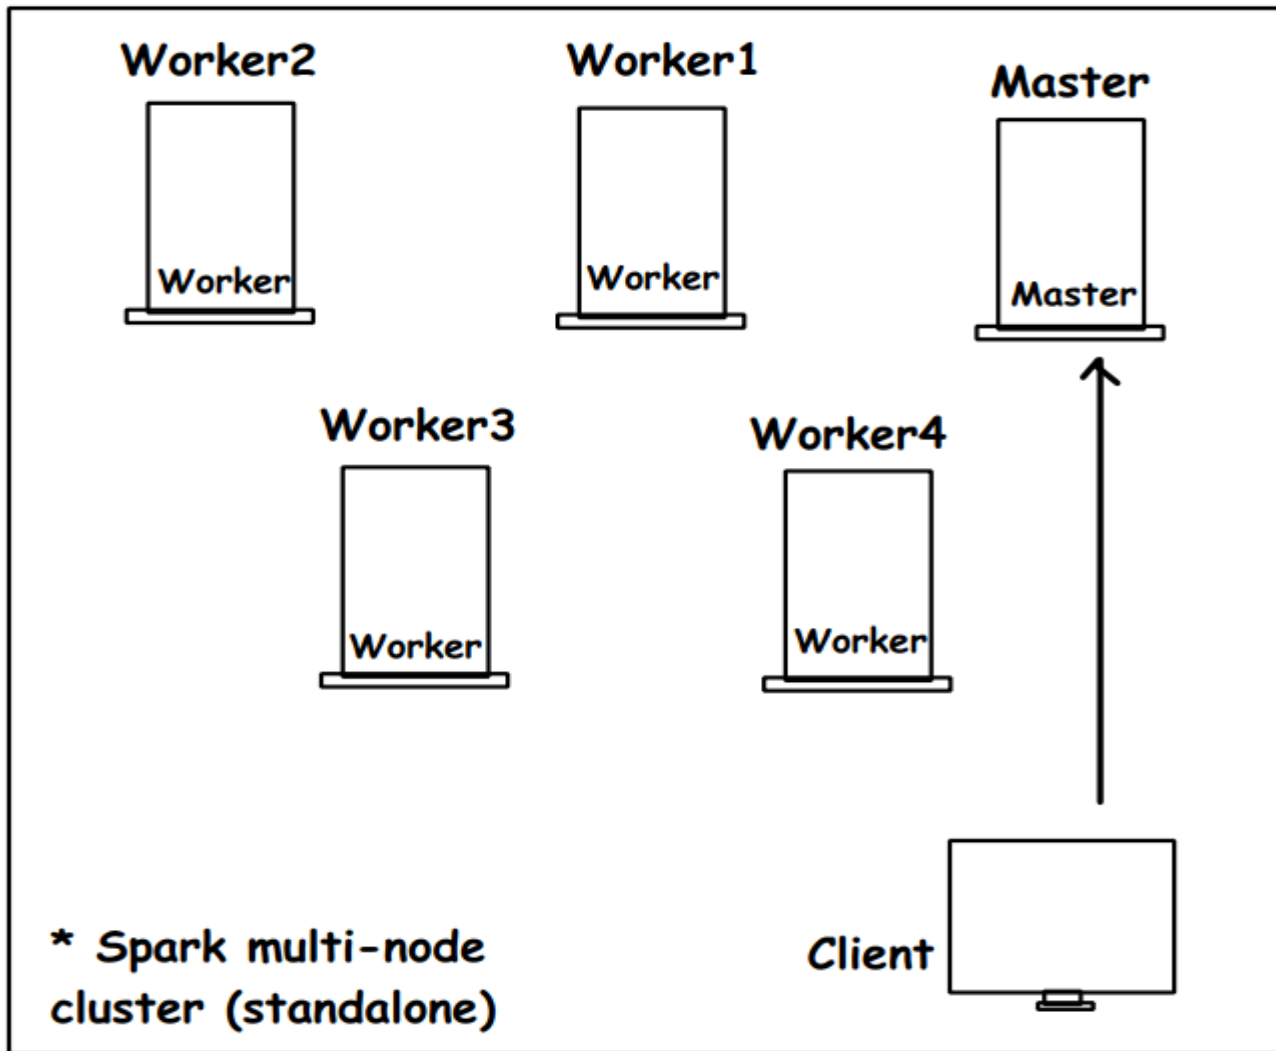 Worker2
Worker1
Master
Worker
Worker
Master
Worker3
Worker4
Worker
Worker
* Spark multi-node
cluster (standalone)
Client